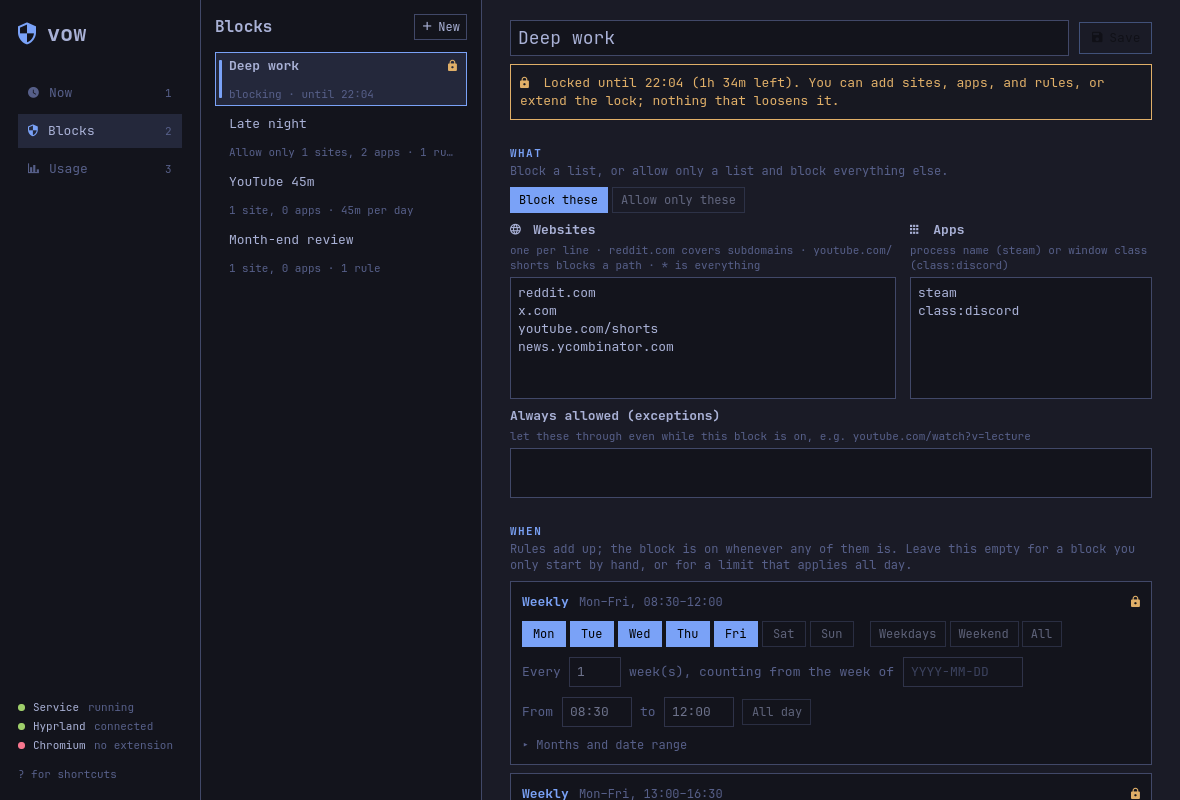 vow
Now 1
Blocks 2
Usage 3
Service running
Hyprland connected
Chromium no extension
? for shortcuts
Blocks
+ New
Deep work
blocking · until 22:04
Late night
Allow only 1 sites, 2 apps · 1 ru…
YouTube 45m
1 site, 0 apps · 45m per day
Month-end review
1 site, 0 apps · 1 rule
Deep work
Save
Locked until 22:04 (1h 34m left). You can add sites, apps, and rules, or
extend the lock; nothing that loosens it.
WHAT
Block a list, or allow only a list and block everything else.
Block these Allow only these
Websites
one per line · reddit.com covers subdomains · youtube.com/
shorts blocks a path · * is everything
reddit.com
x.com
youtube.com/shorts
news.ycombinator.com
Apps
process name (steam) or window class
(class:discord)
steam
class:discord
Always allowed (exceptions)
let these through even while this block is on, e.g. youtube.com/watch?v=lecture
WHEN
Rules add up; the block is on whenever any of them is. Leave this empty for a block you
only start by hand, or for a limit that applies all day.
Weekly Mon–Fri, 08:30–12:00
Mon Tue Wed Thu Fri Sat Sun Weekdays Weekend All
Every 1 week(s), counting from the week of YYYY-MM-DD
From 08:30 to 12:00 All day
▸ Months and date range
Weekly Mon–Fri, 13:00–16:30